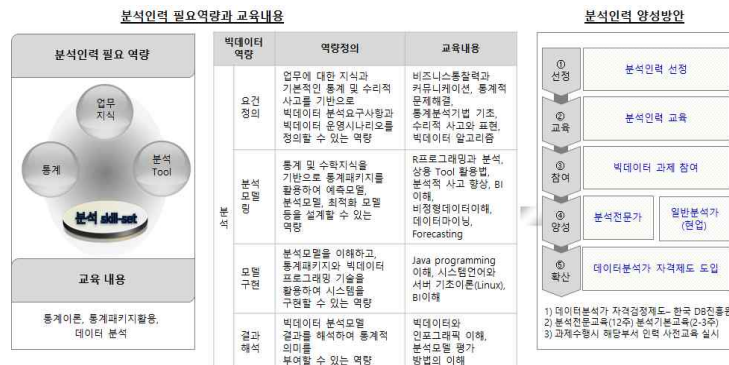 분석인력 필요역량과 교육내용
분석인력 필요 역량
업무
지식
통계
분석
Tool
분석 skill-set
교육 내용
통계이론, 통계패키지활용,
데이터 분석
빅데이터
역량
역량정의
교육내용
분
석
요건
정의
업무에 대한 지식과
기본적인 통계 및 수리적
사고를 기반으로
빅데이터 분석요구사항과
빅데이터 운영시나리오를
정의할 수 있는 역량
비즈니스통찰력과
커뮤니케이션, 통계적
문제해결,
통계분석기법 기초,
수리적 사고와 표현,
빅데이터 알고리즘
분석
모델
링
통계 및 수학지식을
기반으로 통계패키지를
활용하여 예측모델,
분석모델, 최적화 모델
등을 설계할 수 있는
역량
R프로그래밍과 분석,
상용 Tool 활용법,
분석적 사고 향상, BI
이해,
비정형데이터이해,
데이터마이닝,
Forecasting
모델
구현
분석모델을 이해하고,
통계패키지와 빅데이터
프로그래밍 기술을
활용하여 시스템을
구현할 수 있는 역량
Java programming
이해, 시스템언어와
서버 기초이론(Linux),
BI이해
결과
해석
빅데이터 분석모델
결과를 해석하여 통계적
의미를
부여할 수 있는 역량
빅데이터와
인포그래픽 이해,
분석모델 평가
방법의 이해
분석인력 양성방안
①
선정
분석인력 선정
②
교육
분석인력 교육
③
참여
빅데이터 과제 참여
④
양성
분석전문가
일반분석가
(현업)
⑤
확산
데이터분석가 자격제도 도입
1) 데이터분석가 자격검정제도– 한국 DB진흥원
2) 분석전문교육(12주) 분석기본교육(2-3주)
3) 과제수행시 해당부서 인력 사전교육 실시